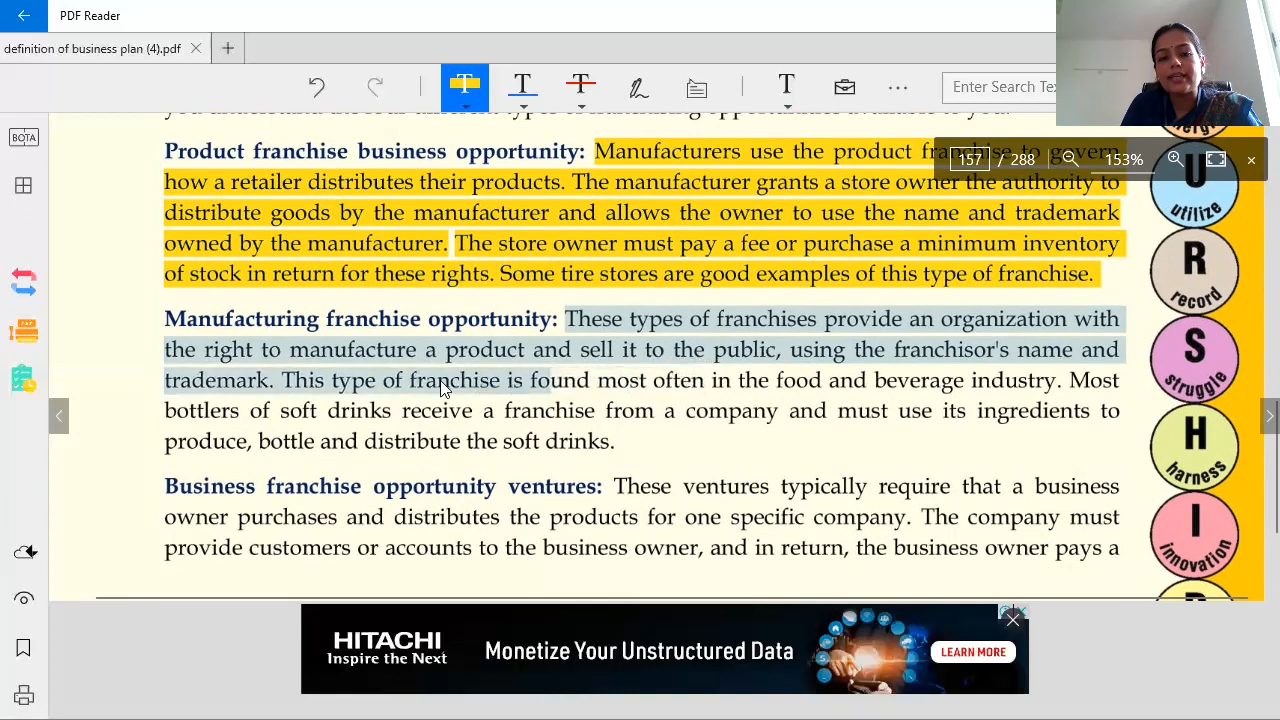 PDF Reader
definition of business plan (4).pdf
Enter Search Te
BOTA
157 / 288 153%
Product franchise business opportunity: Manufacturers use the product franchise to govern
how a retailer distributes their products. The manufacturer grants a store owner the authority to
distribute goods by the manufacturer and allows the owner to use the name and trademark
owned by the manufacturer. The store owner must pay a fee or purchase a minimum inventory
of stock in return for these rights. Some tire stores are good examples of this type of franchise.
Manufacturing franchise opportunity: These types of franchises provide an organization with
the right to manufacture a product and sell it to the public, using the franchisor's name and
trademark. This type of franchise is found most often in the food and beverage industry. Most
bottlers of soft drinks receive a franchise from a company and must use its ingredients to
produce, bottle and distribute the soft drinks.
Business franchise opportunity ventures: These ventures typically require that a business
owner purchases and distributes the products for one specific company. The company must
provide customers or accounts to the business owner, and in return, the business owner pays a
U
utilize
R
record
S
struggle
H
harness
I
innovation
HITACHI
Inspire the Next
Monetize Your Unstructured Data
LEARN MORE